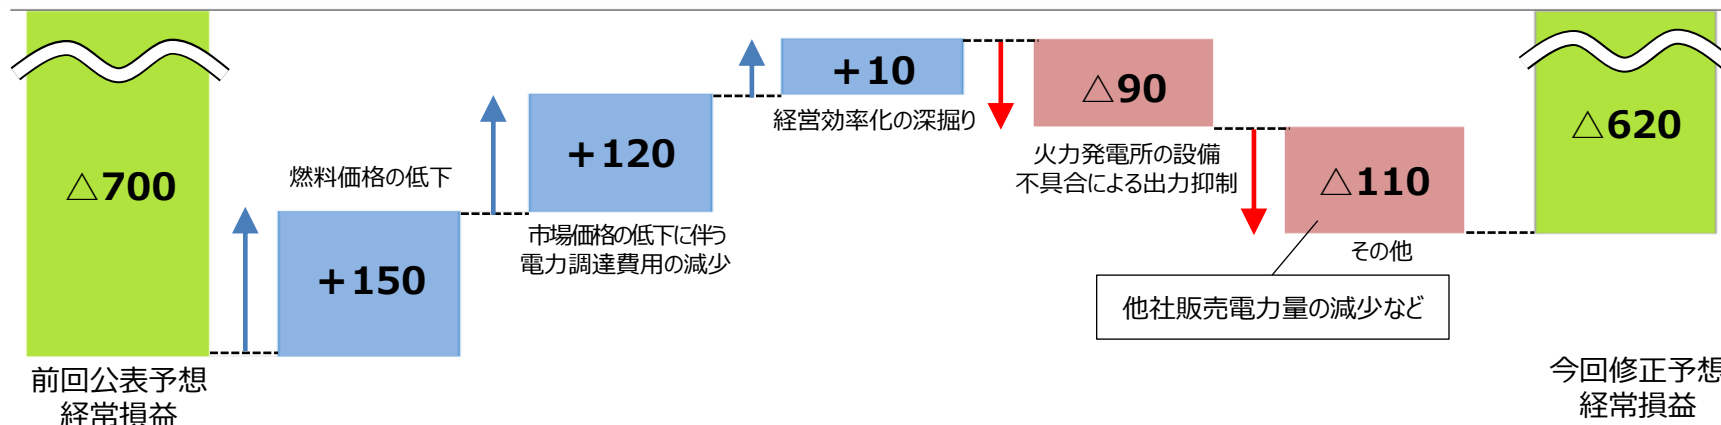 △700
前回公表予想
経常損益
燃料価格の低下
+150
+120
市場価格の低下に伴う
電力調達費用の減少
+10
経営効率化の深掘り
△90
火力発電所の設備
不具合による出力抑制
△110
その他
他社販売電力量の減少など
△620
今回修正予想
経常損益